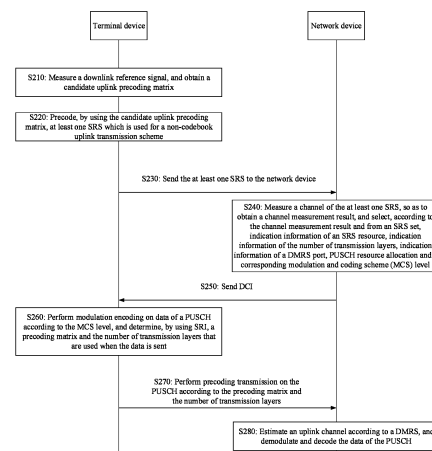 Terminal device
Network device
S210: Measure a downlink reference signal, and obtain a
candidate uplink precoding matrix
S220: Precode, by using the candidate uplink precoding
matrix, at least one SRS which is used for a non-codebook
uplink transmission scheme
S230: Send the at least one SRS to the network device
S240: Measure a channel of the at least one SRS, so as to
obtain a channel measurement result, and select, according to
the channel measurement result and from an SRS set,
indication information of an SRS resource, indication
information of the number of transmission layers, indication
information of a DMRS port, PUSCH resource allocation and
corresponding modulation and coding scheme (MCS) level
S250: Send DCI
S260: Perform modulation encoding on data of a PUSCH
according to the MCS level, and determine, by using SRI, a
precoding matrix and the number of transmission layers that
are used when the data is sent
S270: Perform precoding transmission on the
PUSCH according to the precoding matrix and
the number of transmission layers
S280: Estimate an uplink channel according to a DMRS, and
demodulate and decode the data of the PUSCH